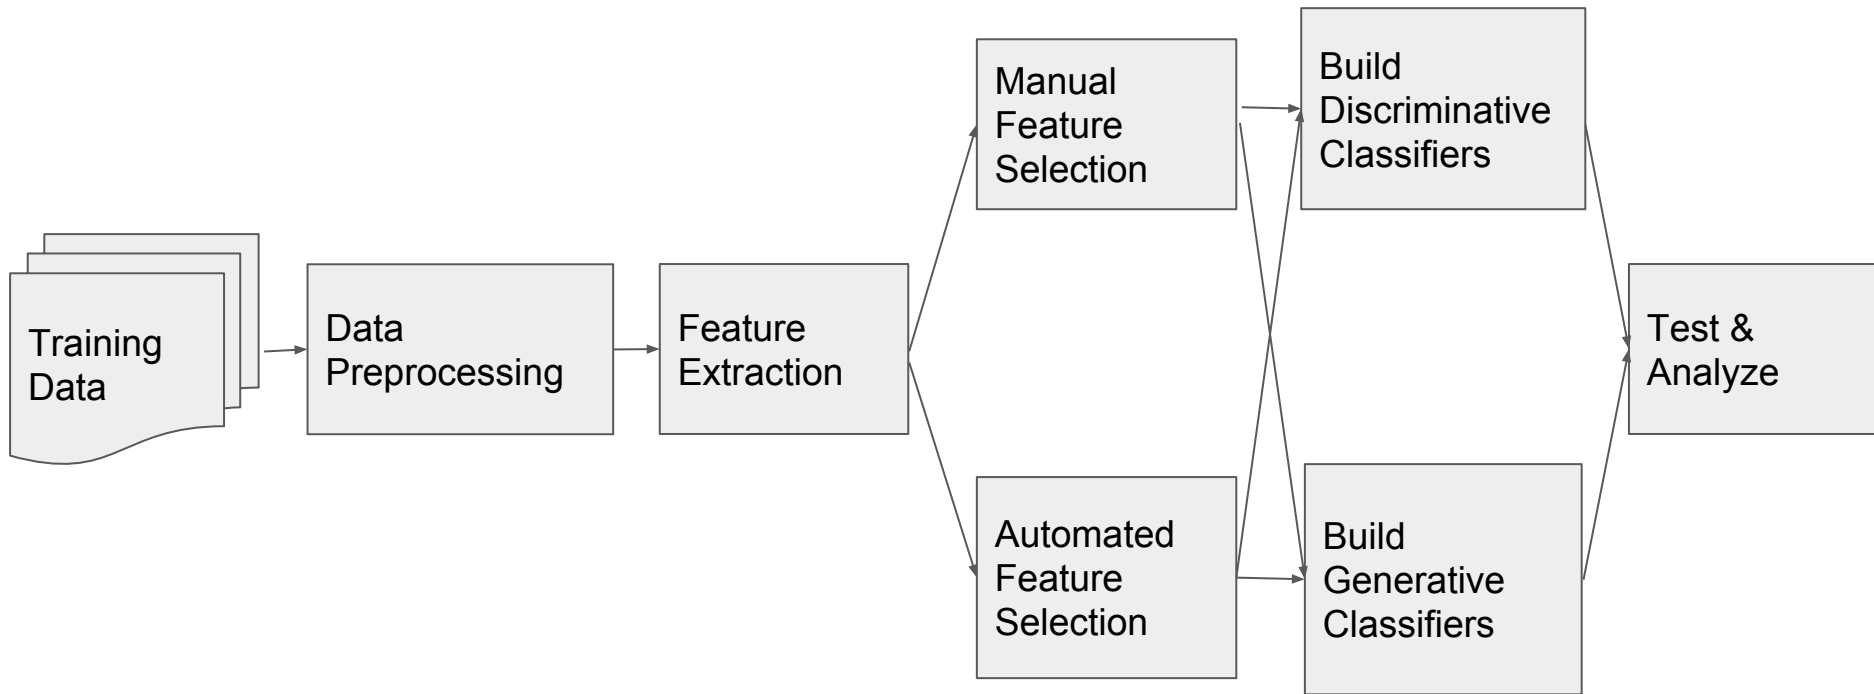 Training
Data
Data
Preprocessing
Feature
Extraction
Manual
Feature
Selection
Automated
Feature
Selection
Build
Discriminative
Classifiers
Build
Generative
Classifiers
Test &
Analyze